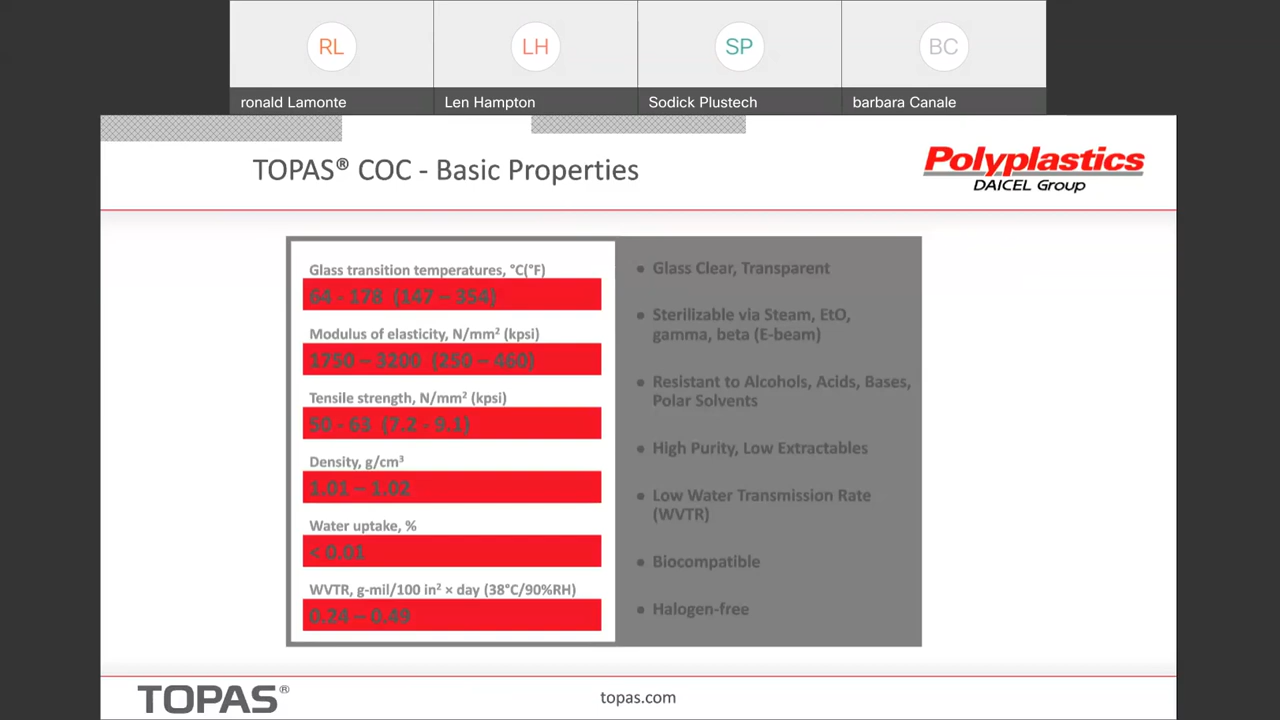 RL
LH
SP
BC
ronald Lamonte
Len Hampton
Sodick Plustech
barbara Canale
TOPAS® COC - Basic Properties
Polyplastics
DAICEL Group
Glass transition temperatures, °C(°F)
64 - 178 (147 – 354)
Modulus of elasticity, N/mm² (kpsi)
1750 – 3200 (250 – 460)
Tensile strength, N/mm² (kpsi)
50 - 63 (7.2 - 9.1)
Density, g/cm³
1.01 – 1.02
Water uptake, %
< 0.01
WVTR, g-mil/100 in² × day (38°C/90%RH)
0.24 – 0.49
• Glass Clear, Transparent
• Sterilizable via Steam, EtO,
gamma, beta (E-beam)
• Resistant to Alcohols, Acids, Bases,
Polar Solvents
• High Purity, Low Extractables
• Low Water Transmission Rate
(WVTR)
• Biocompatible
• Halogen-free
TOPAS®
topas.com